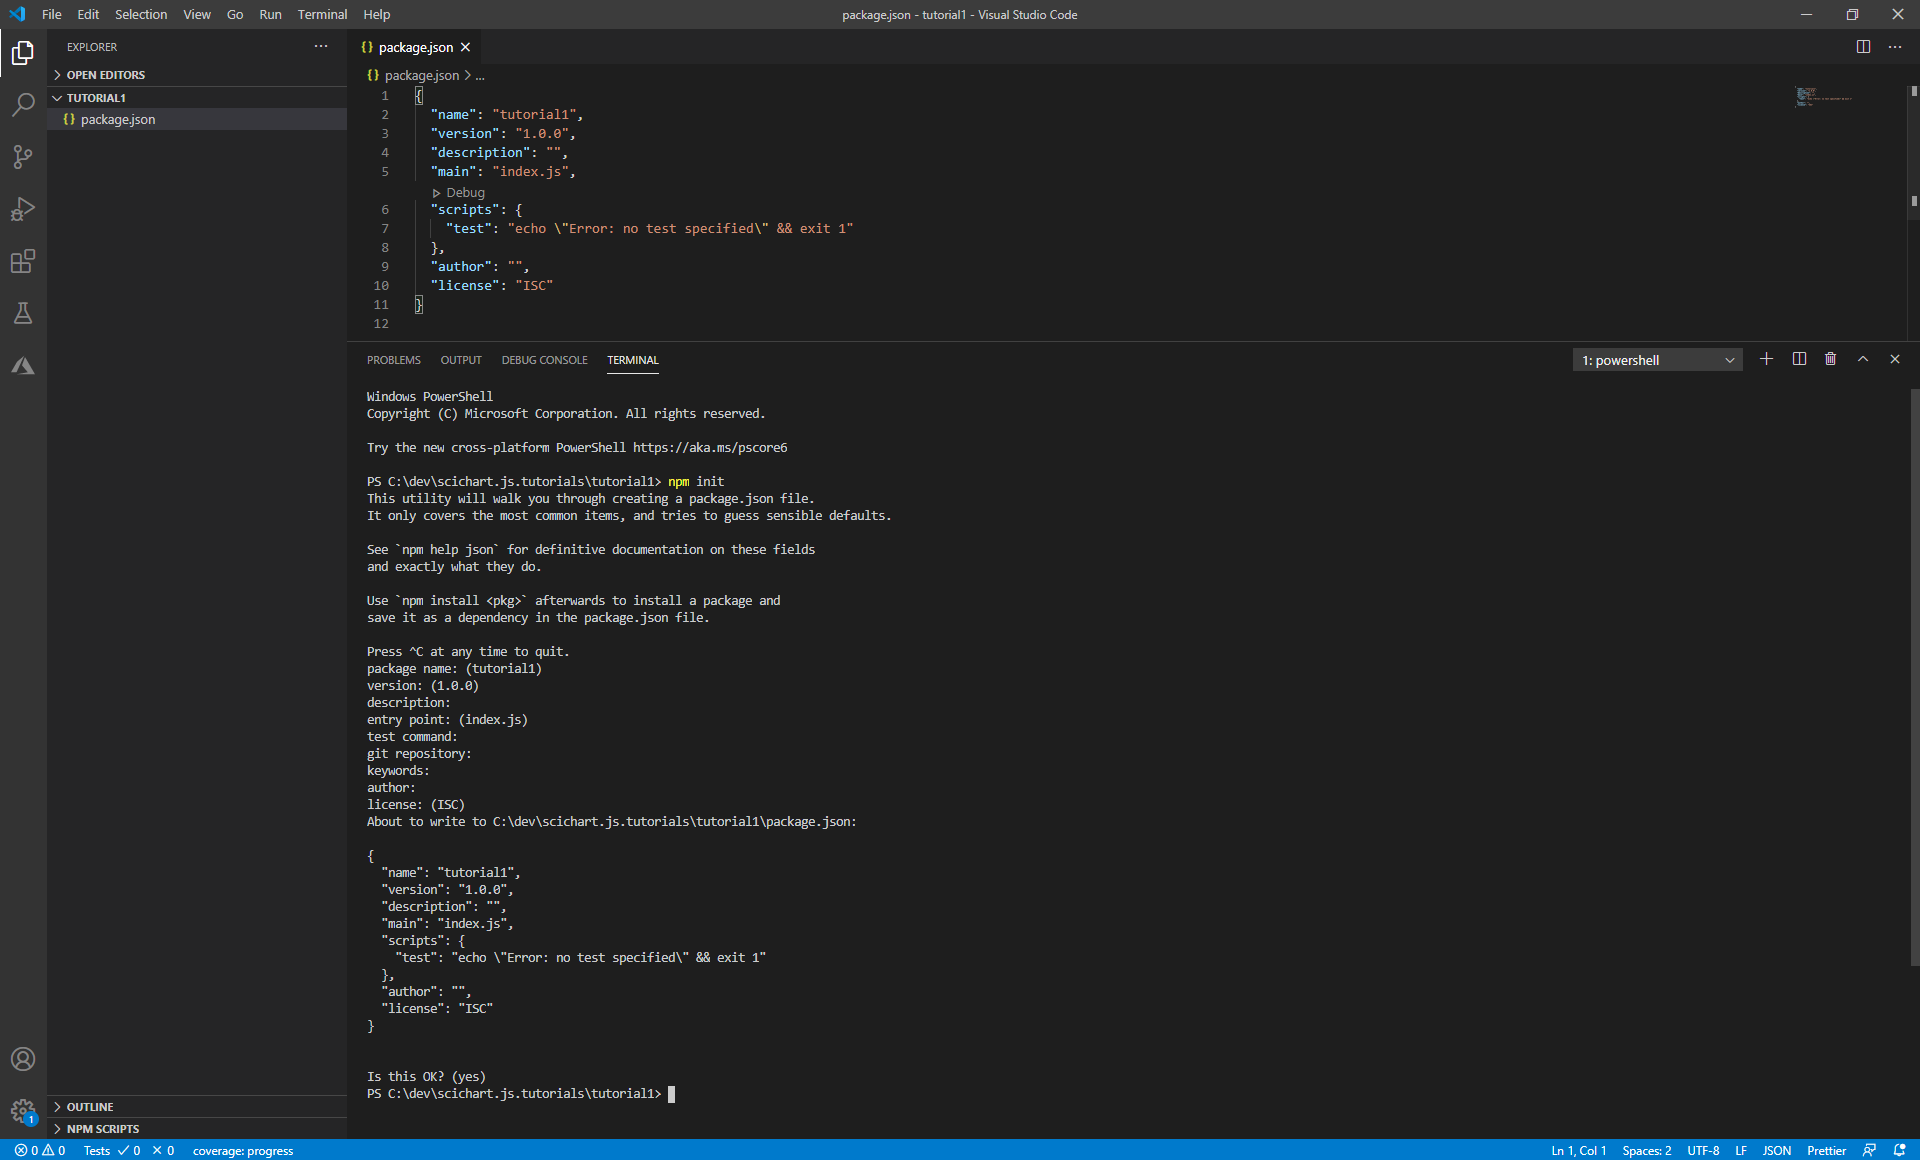 File Edit Selection View Go Run Terminal Help
package.json - tutorial1 - Visual Studio Code
EXPLORER
OPEN EDITORS
TUTORIAL1
{} package.json
OUTLINE
NPM SCRIPTS
{} package.json
{} package.json > ...
1 {
2 "name": "tutorial1",
3 "version": "1.0.0",
4 "description": "",
5 "main": "index.js",
Debug
6 "scripts": {
7 "test": "echo \"Error: no test specified\" && exit 1"
8 },
9 "author": "",
10 "license": "ISC"
11 }
12
PROBLEMS OUTPUT DEBUG CONSOLE TERMINAL
1: powershell
Windows PowerShell
Copyright (C) Microsoft Corporation. All rights reserved.
Try the new cross-platform PowerShell https://aka.ms/pscore6
PS C:\dev\scichart.js.tutorials\tutorial1> npm init
This utility will walk you through creating a package.json file.
It only covers the most common items, and tries to guess sensible defaults.
See `npm help json` for definitive documentation on these fields
and exactly what they do.
Use `npm install <pkg>` afterwards to install a package and
save it as a dependency in the package.json file.
Press ^C at any time to quit.
package name: (tutorial1)
version: (1.0.0)
description:
entry point: (index.js)
test command:
git repository:
keywords:
author:
license: (ISC)
About to write to C:\dev\scichart.js.tutorials\tutorial1\package.json:
{
"name": "tutorial1",
"version": "1.0.0",
"description": "",
"main": "index.js",
"scripts": {
"test": "echo \"Error: no test specified\" && exit 1"
},
"author": "",
"license": "ISC"
}
Is this OK? (yes)
PS C:\dev\scichart.js.tutorials\tutorial1>
1
0 0 Tests 0 0 coverage: progress
Ln 1, Col 1 Spaces: 2 UTF-8 LF JSON Prettier